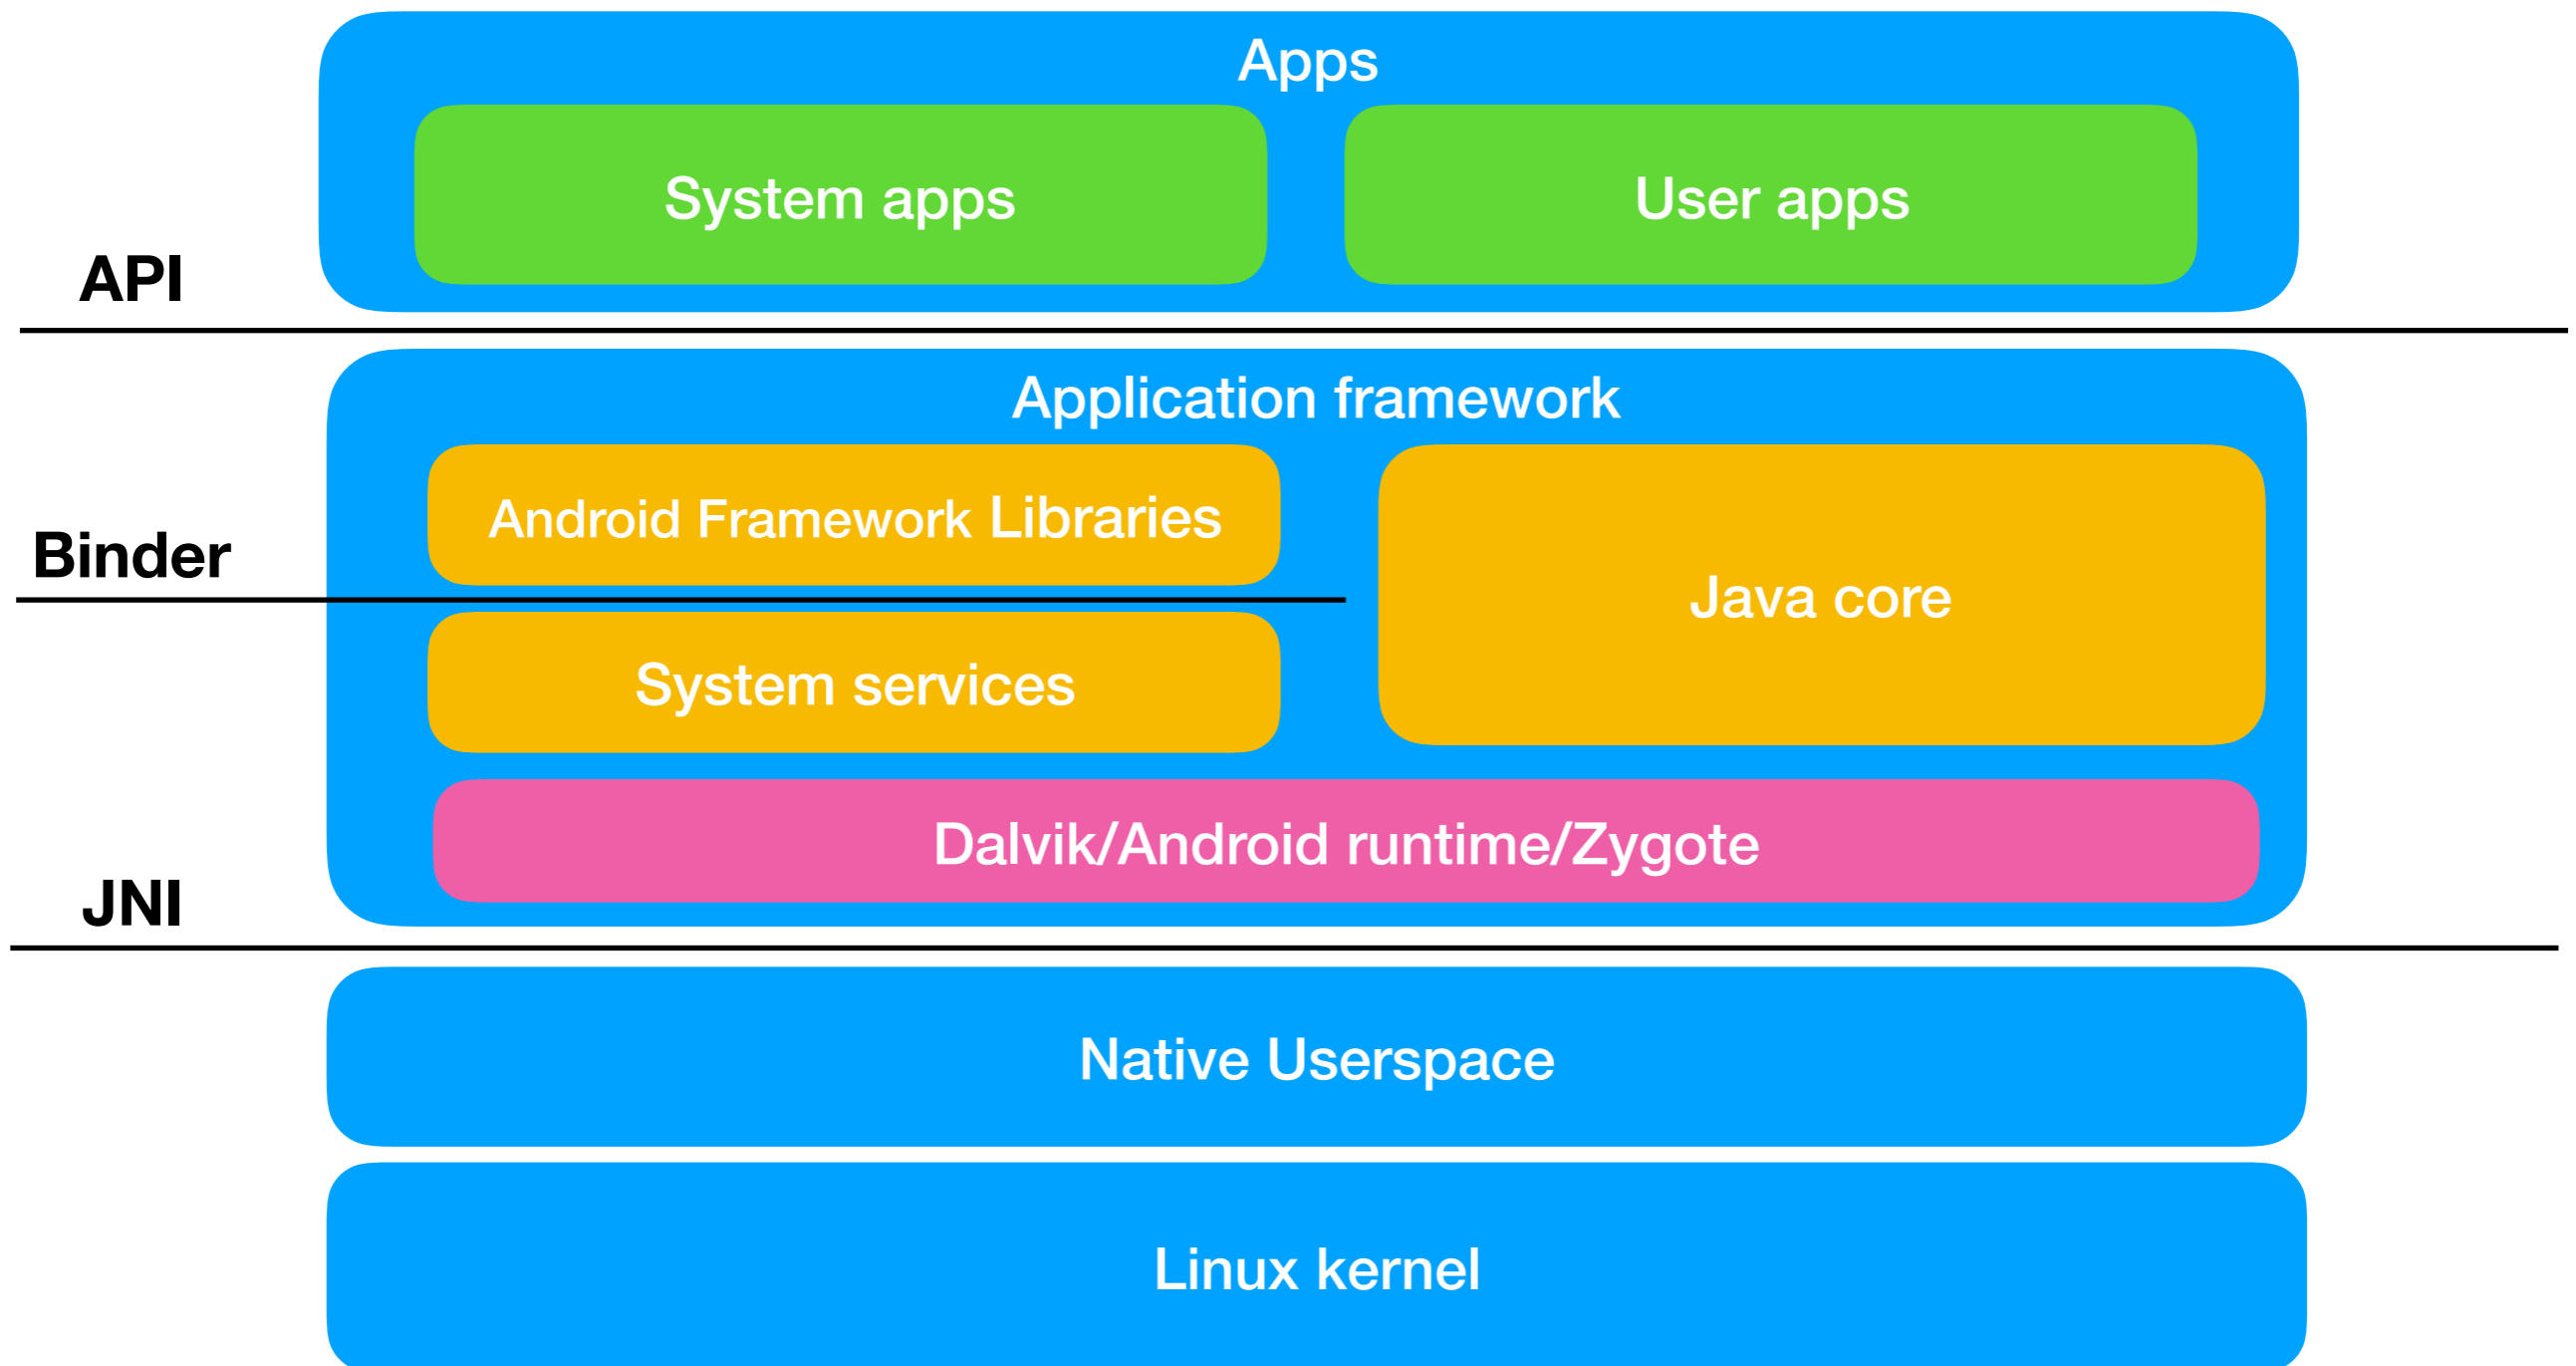 Apps
System apps
User apps
API
Application framework
Android Framework Libraries
Binder
Java core
System services
Dalvik/Android runtime/Zygote
JNI
Native Userspace
Linux kernel